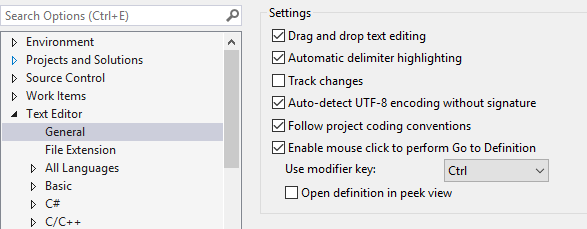 Search Options (Ctrl+E)
Environment
Projects and Solutions
Source Control
Work Items
Text Editor
General
File Extension
All Languages
Basic
C#
C/C++
Settings
Drag and drop text editing
Automatic delimiter highlighting
Track changes
Auto-detect UTF-8 encoding without signature
Follow project coding conventions
Enable mouse click to perform Go to Definition
Use modifier key: Ctrl
Open definition in peek view